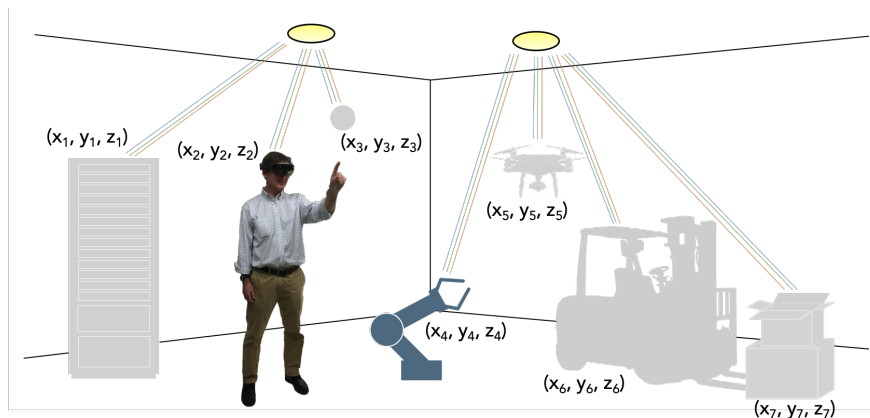 (x₁, y₁, z₁)
(x₂, y₂, z₂)
(x₃, y₃, z₃)
(x₄, y₄, z₄)
(x₅, y₅, z₅)
(x₆, y₆, z₆)
(x₇, y₇, z₇)